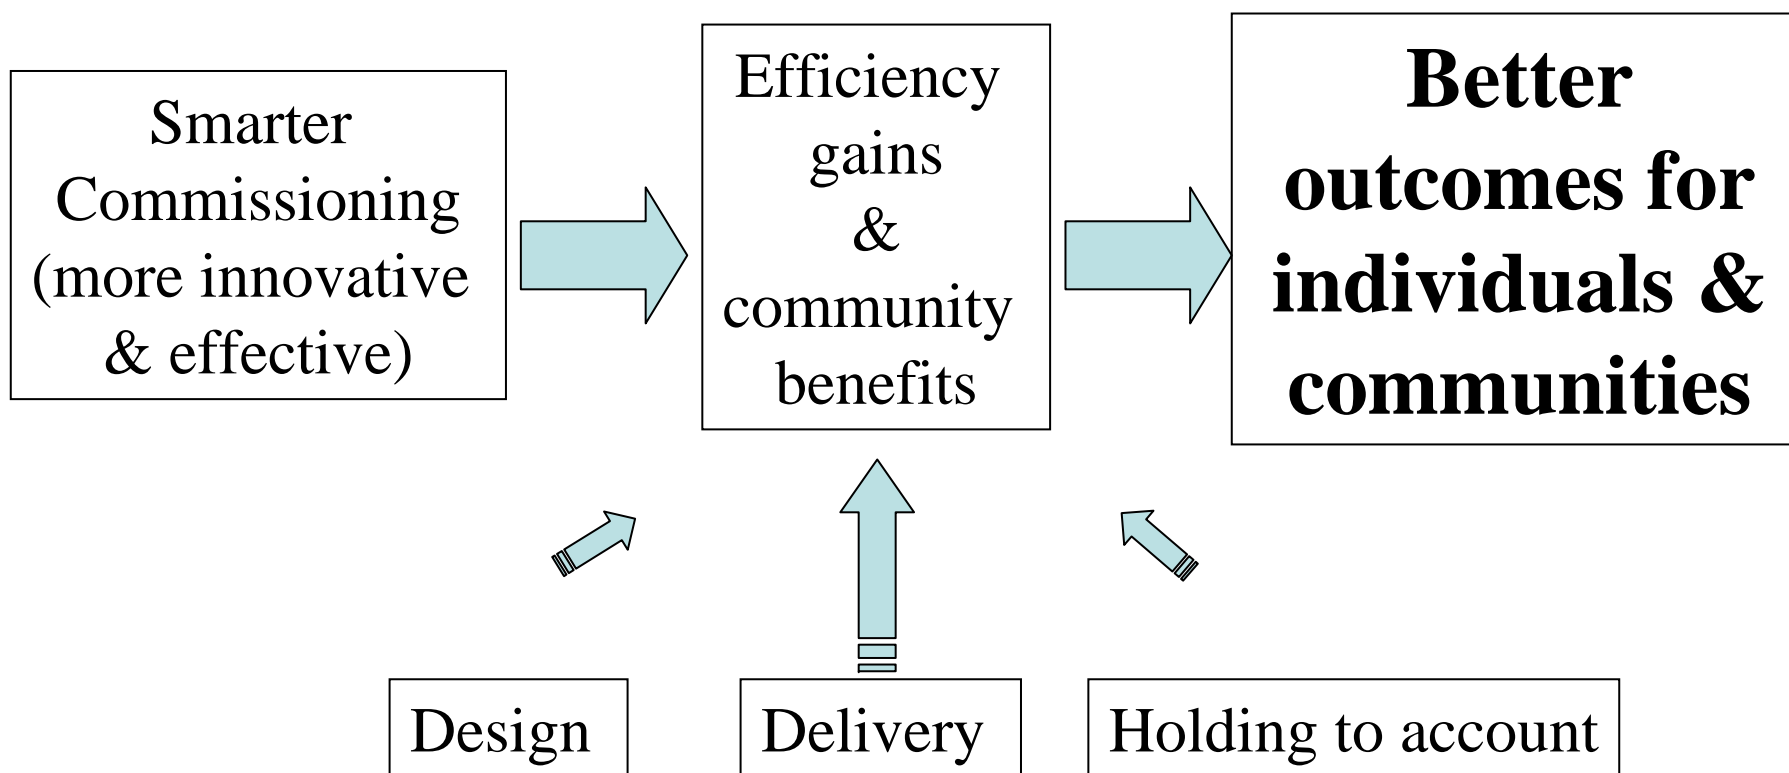 Smarter
Commissioning
(more innovative
& effective)
Efficiency
gains
&
community
benefits
Better
outcomes for
individuals &
communities
Design
Delivery
Holding to account